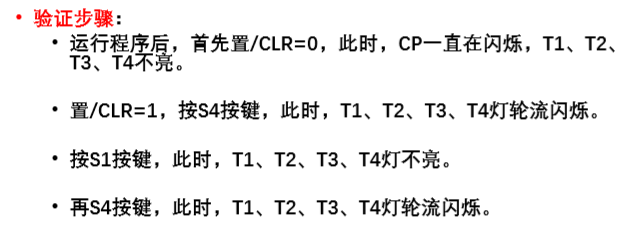 • 验证步骤：
• 运行程序后，首先置/CLR=0，此时，CP一直在闪烁，T1、T2、
T3、T4不亮。
• 置/CLR=1，按S4按键，此时，T1、T2、T3、T4灯轮流闪烁。
• 按S1按键，此时，T1、T2、T3、T4灯不亮。
• 再S4按键，此时，T1、T2、T3、T4灯轮流闪烁。